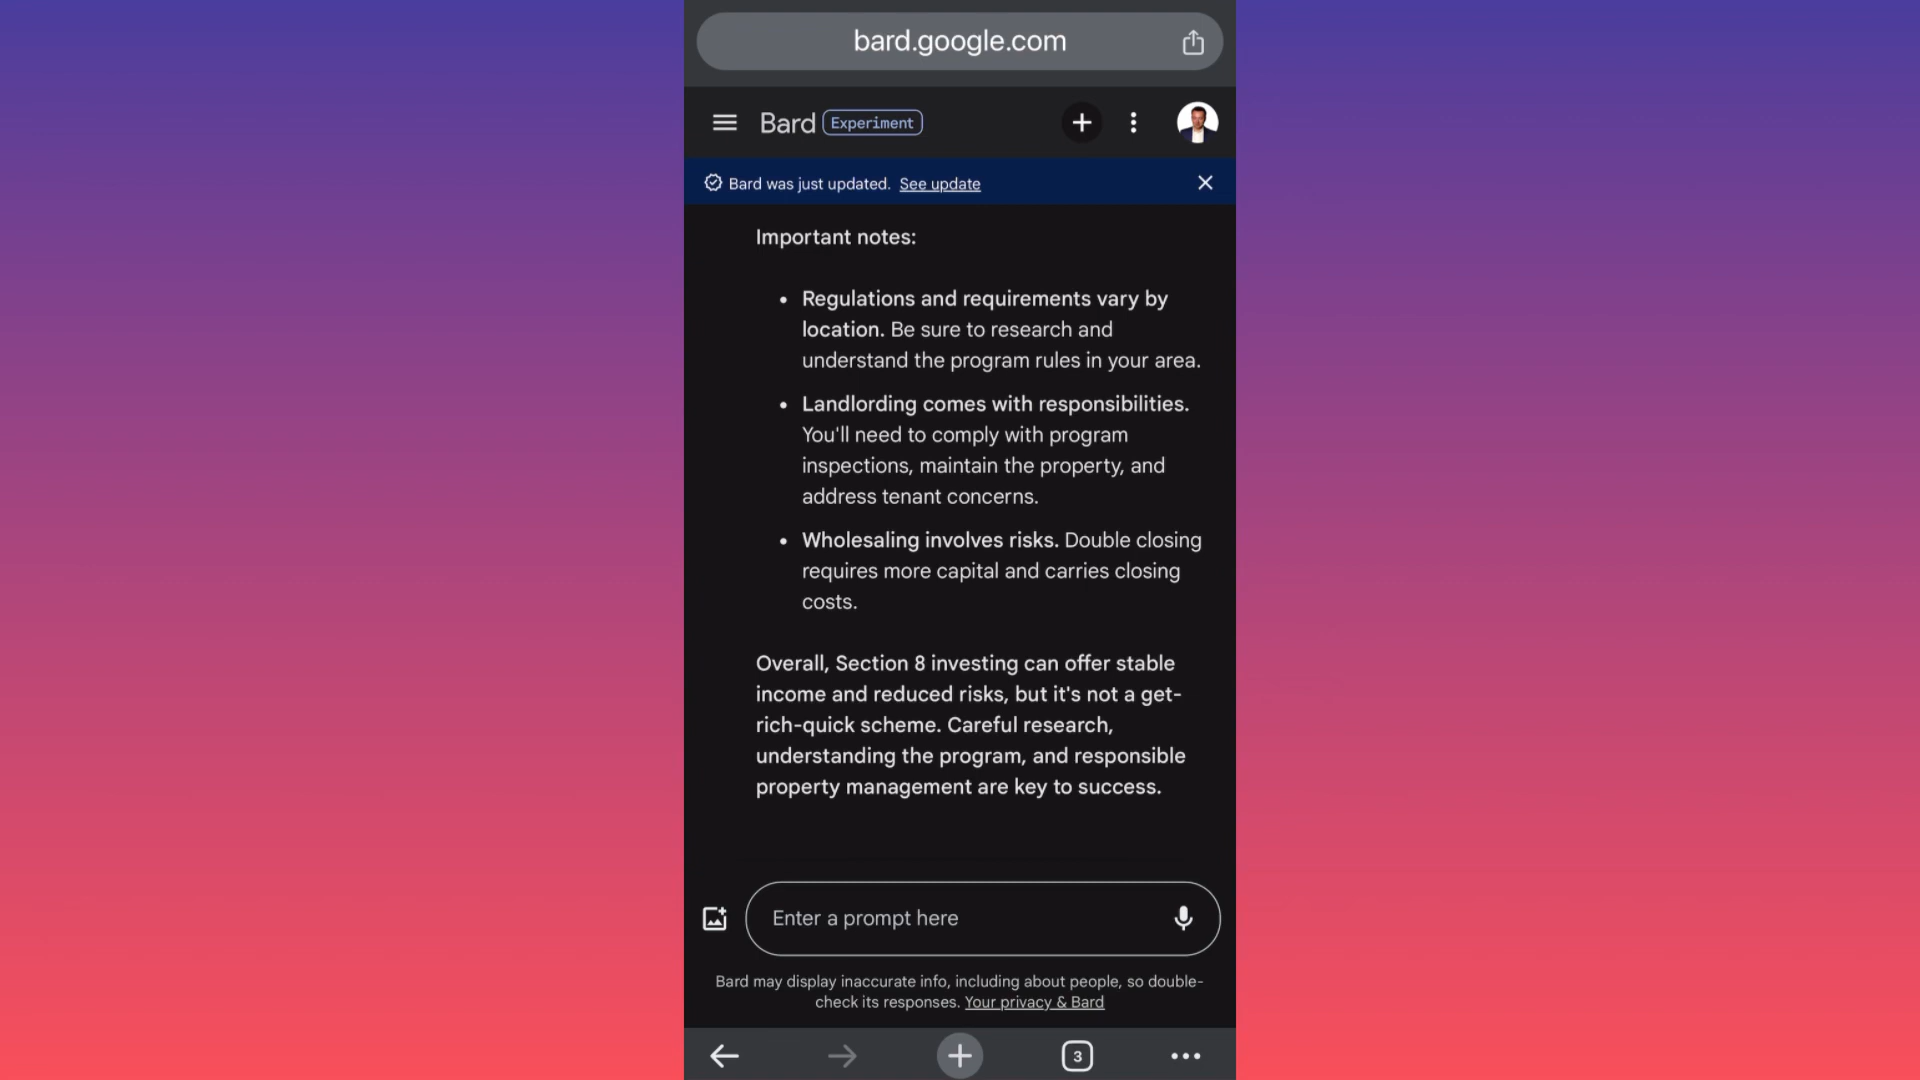 bard.google.com
Bard Experiment
Bard was just updated. See update
Important notes:
• Regulations and requirements vary by
location. Be sure to research and
understand the program rules in your area.
• Landlording comes with responsibilities.
You'll need to comply with program
inspections, maintain the property, and
address tenant concerns.
• Wholesaling involves risks. Double closing
requires more capital and carries closing
costs.
Overall, Section 8 investing can offer stable
income and reduced risks, but it's not a get-
rich-quick scheme. Careful research,
understanding the program, and responsible
property management are key to success.
Enter a prompt here
Bard may display inaccurate info, including about people, so double-
check its responses. Your privacy & Bard
3